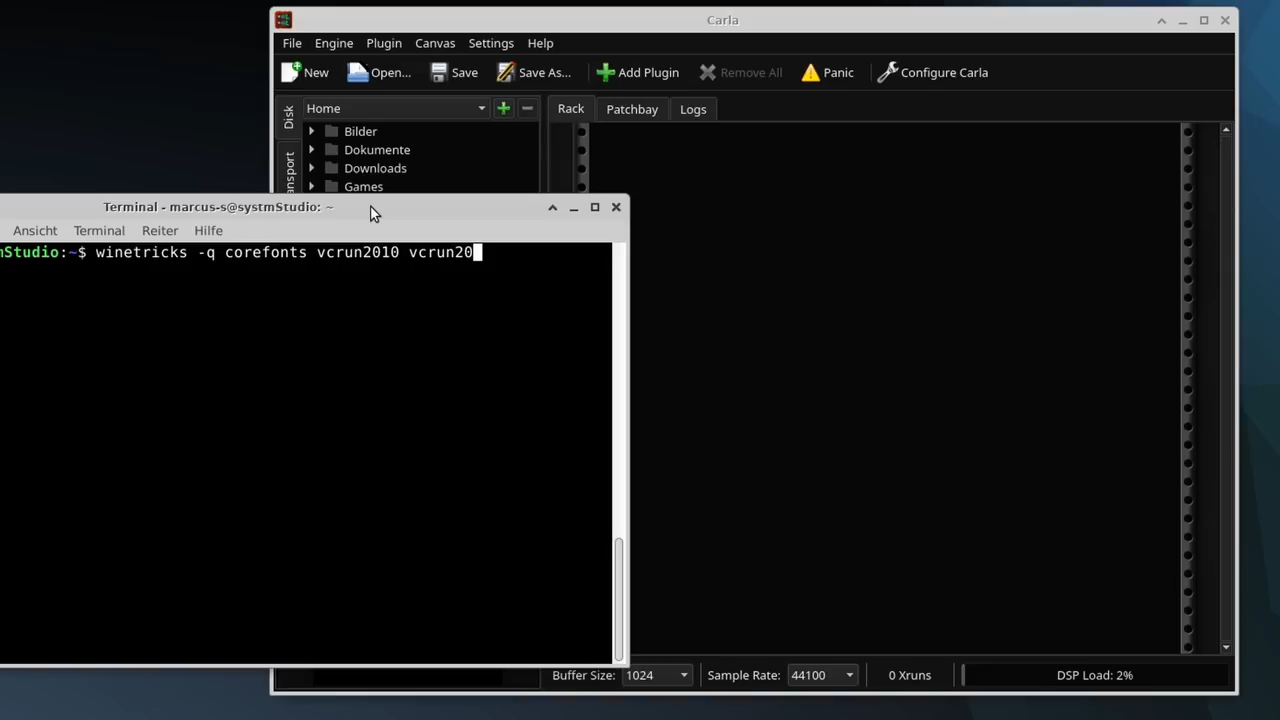 Carla
File Engine Plugin Canvas Settings Help
New Open... Save Save As... Add Plugin Remove All Panic Configure Carla
Disk
Home
Rack Patchbay Logs
Bilder
Dokumente
Downloads
Games
ansport
Terminal - marcus-s@systmStudio: ~
Ansicht Terminal Reiter Hilfe
mStudio:~$ winetricks -q corefonts vcrun2010 vcrun20
Buffer Size: 1024 Sample Rate: 44100 0 Xruns DSP Load: 2%